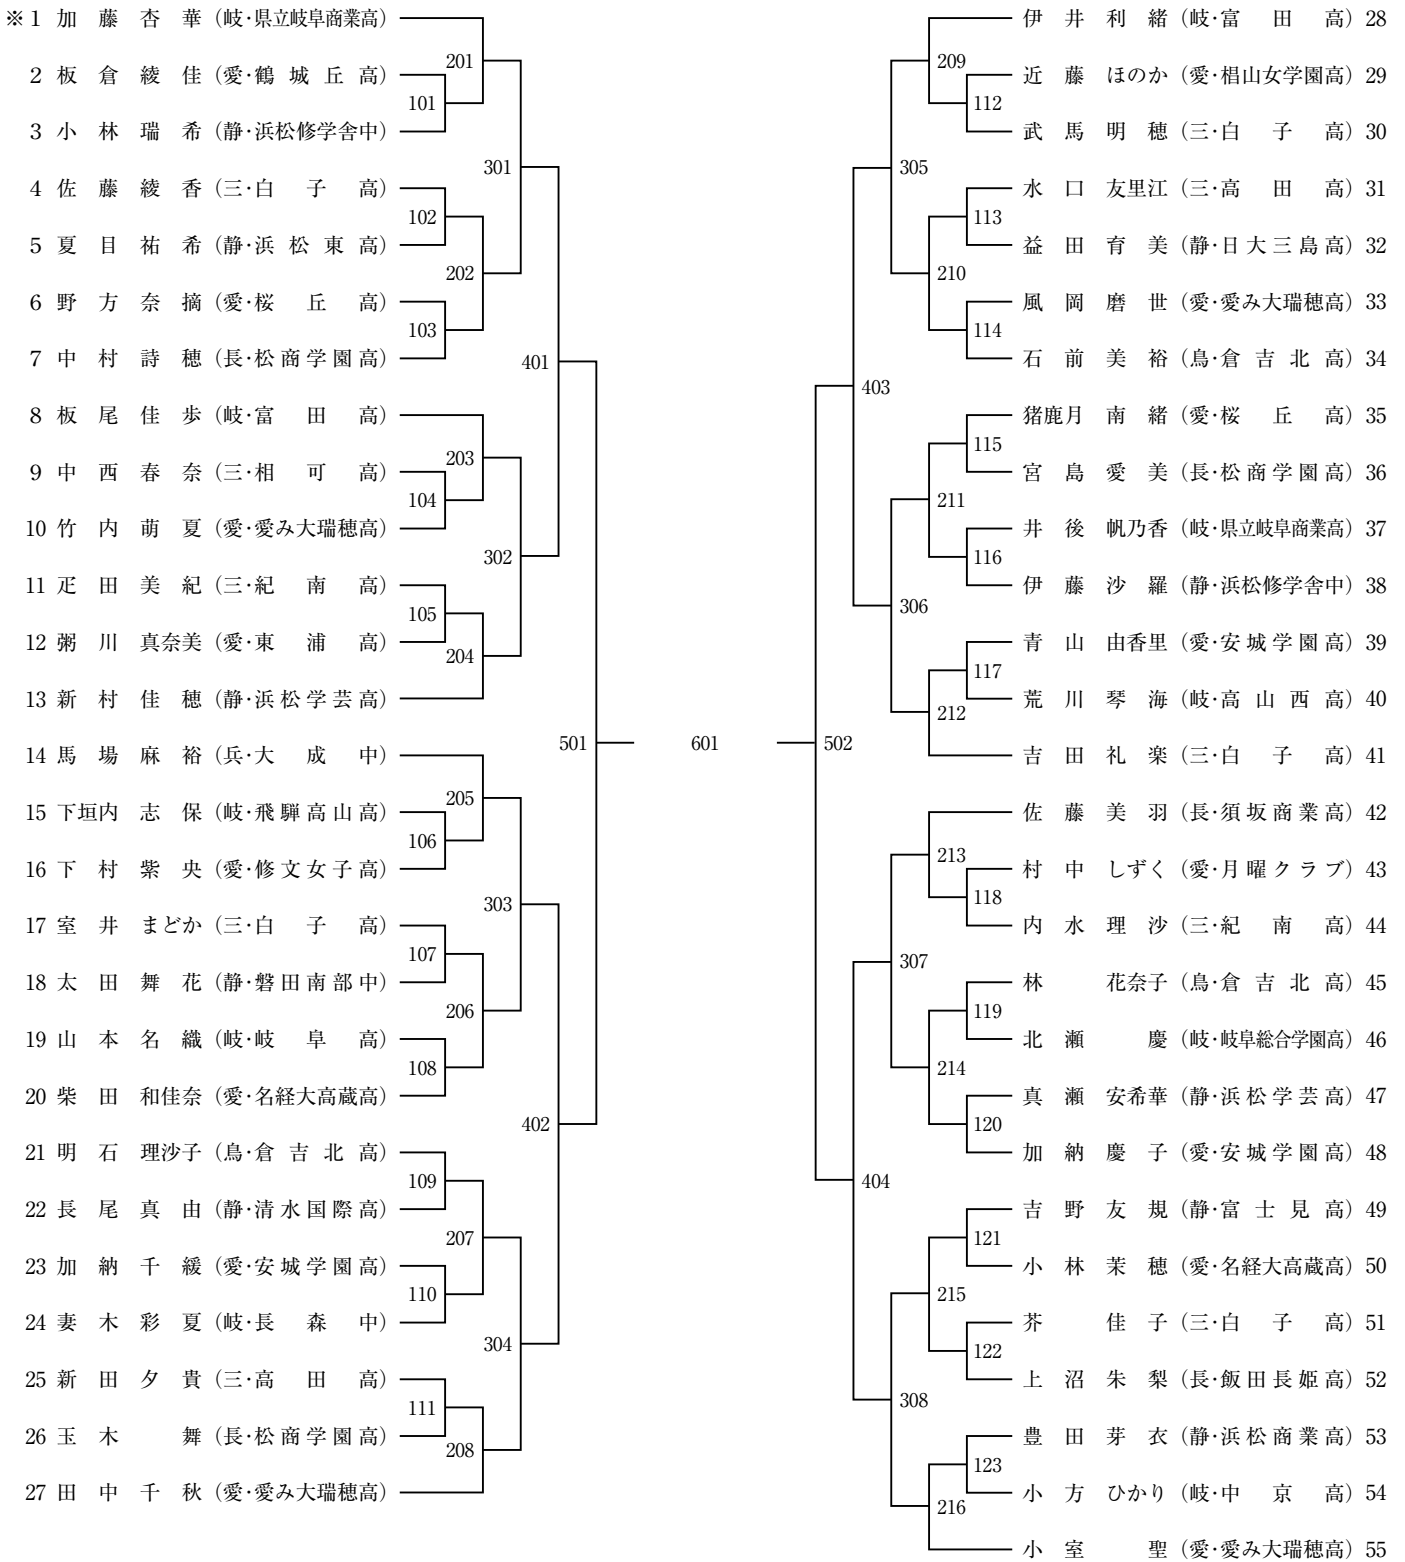 ※1 加藤杏華（岐・県立岐阜商業高）
2 板倉綾佳（愛・鶴城丘高）
3 小林瑞希（静・浜松修学舎中）
4 佐藤綾香（三・白子高）
5 夏目祐希（静・浜松東高）
6 野方奈摘（愛・桜丘高）
7 中村詩穂（長・松商学園高）
8 板尾佳歩（岐・富田高）
9 中西春奈（三・相可高）
10 竹内萌夏（愛・愛み大瑞穂高）
11 疋田美紀（三・紀南高）
12 粥川真奈美（愛・東浦高）
13 新村佳穂（静・浜松学芸高）
14 馬場麻裕（兵・大成中）
15 下垣内志保（岐・飛騨高山高）
16 下村紫央（愛・修文女子高）
17 室井まどか（三・白子高）
18 太田舞花（静・磐田南部中）
19 山本名織（岐・岐阜高）
20 柴田和佳奈（愛・名経大高蔵高）
21 明石理沙子（鳥・倉吉北高）
22 長尾真由（静・清水国際高）
23 加納千緩（愛・安城学園高）
24 妻木彩夏（岐・長森中）
25 新田夕貴（三・高田高）
26 玉木舞（長・松商学園高）
27 田中千秋（愛・愛み大瑞穂高）
101
102
103
104
105
106
107
108
109
110
111
201
202
203
204
205
206
207
208
301
302
303
304
401
402
501
601
502
403
404
305
306
307
308
209
210
211
212
213
214
215
216
112
113
114
115
116
117
118
119
120
121
122
123
伊井利緒（岐・富田高）28
近藤ほのか（愛・椙山女学園高）29
武馬明穂（三・白子高）30
水口友里江（三・高田高）31
益田育美（静・日大三島高）32
風岡磨世（愛・愛み大瑞穂高）33
石前美裕（鳥・倉吉北高）34
猪鹿月南緒（愛・桜丘高）35
宮島愛美（長・松商学園高）36
井後帆乃香（岐・県立岐阜商業高）37
伊藤沙羅（静・浜松修学舎中）38
青山由香里（愛・安城学園高）39
荒川琴海（岐・高山西高）40
吉田礼楽（三・白子高）41
佐藤美羽（長・須坂商業高）42
村中しずく（愛・月曜クラブ）43
内水理沙（三・紀南高）44
林花奈子（鳥・倉吉北高）45
北瀬慶（岐・岐阜総合学園高）46
真瀬安希華（静・浜松学芸高）47
加納慶子（愛・安城学園高）48
吉野友規（静・富士見高）49
小林茉穂（愛・名経大高蔵高）50
芥佳子（三・白子高）51
上沼朱梨（長・飯田長姫高）52
豊田芽衣（静・浜松商業高）53
小方ひかり（岐・中京高）54
小室聖（愛・愛み大瑞穂高）55